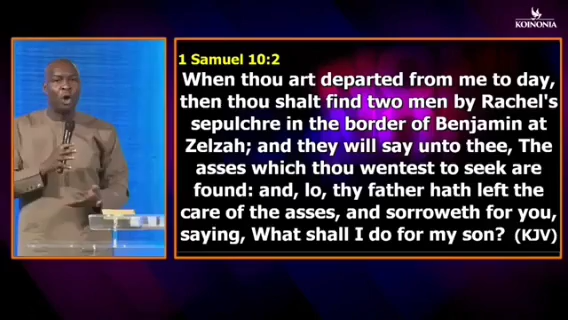 KOINONIA
1 Samuel 10:2
When thou art departed from me to day,
then thou shalt find two men by Rachel's
sepulchre in the border of Benjamin at
Zelzah; and they will say unto thee, The
asses which thou wentest to seek are
found: and, lo, thy father hath left the
care of the asses, and sorroweth for you,
saying, What shall I do for my son? (KJV)